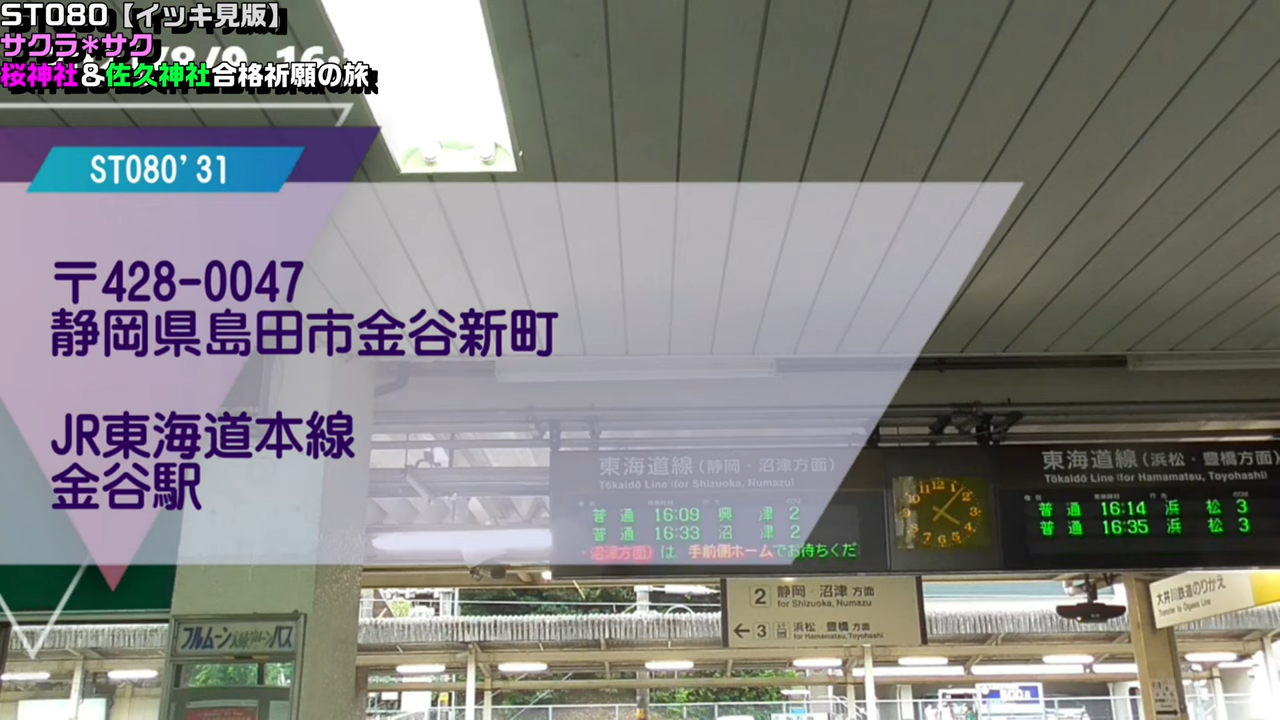 ST080【イッキ見版】
サクラ*サク
桜神社&佐久神社合格祈願の旅
ST080'31
〒428-0047
静岡県島田市金谷新町
JR東海道本線
金谷駅
東海道線(静岡・沼津方面)
Tōkaidō Line (for Shizuoka, Numazu)
普通 16:09 興津 2
普通 16:33 沼津 2
沼津方面)は 手前側ホームでお待ちくだ
東海道線(浜松・豊橋方面)
Tōkaidō Line (for Hamamatsu, Toyohashi)
普通 16:14 浜松 3
普通 16:35 浜松 3
2 静岡・沼津 方面
for Shizuoka, Numazu
←3 浜松 豊橋 方面
for Hamamatsu, Toyohashi
大井川鉄道のりかえ
Transfer to Oigawa Line
フルムーン パス